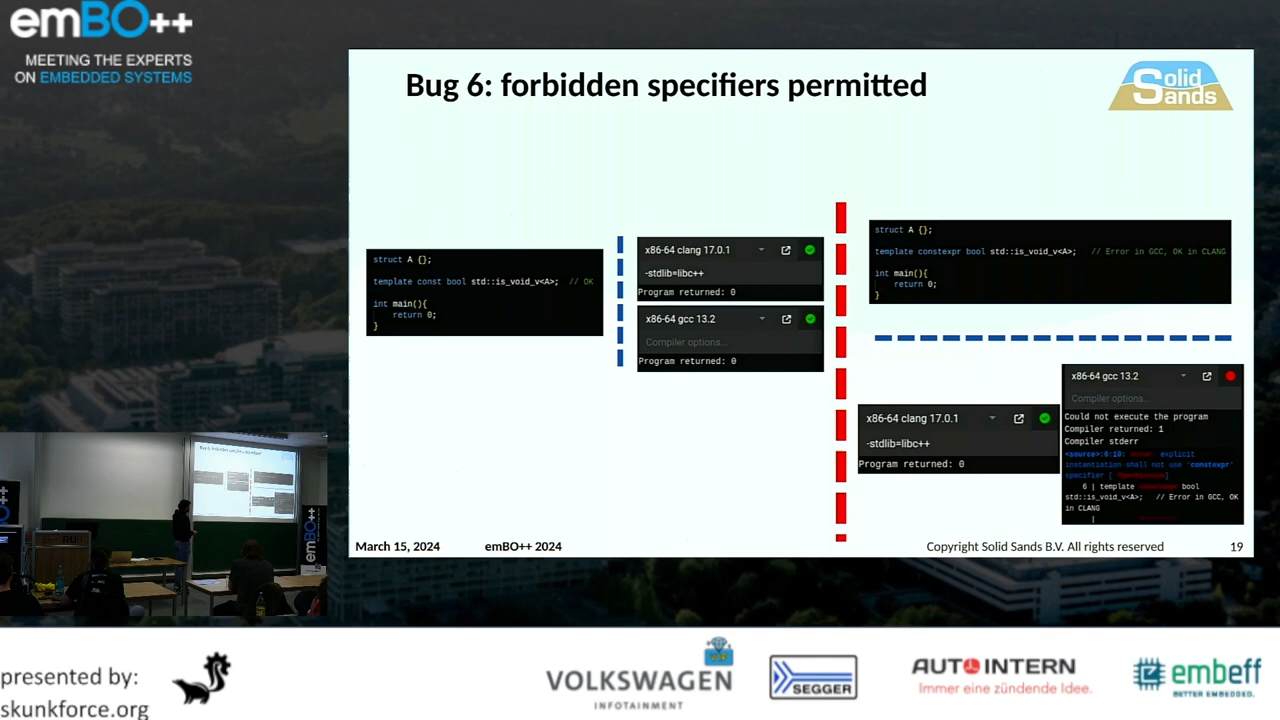 emBO++
MEETING THE EXPERTS
ON EMBEDDED SYSTEMS
Bug 6: forbidden specifiers permitted
Solid
Sands
struct A {};
template const bool std::is_void_v<A>; // OK
int main(){
return 0;
}
x86-64 clang 17.0.1
-stdlib=libc++
Program returned: 0
x86-64 gcc 13.2
Compiler options...
Program returned: 0
struct A {};
template constexpr bool std::is_void_v<A>; // Error in GCC, OK in CLANG
int main(){
return 0;
}
x86-64 clang 17.0.1
-stdlib=libc++
Program returned: 0
x86-64 gcc 13.2
Compiler options...
Could not execute the program
Compiler returned: 1
Compiler stderr
<source>:6:10: explicit
instantiation shall not use 'constexpr'
specifier [
6 | template bool
std::is_void_v<A>; // Error in GCC, OK
in CLANG
|
March 15, 2024
emBO++ 2024
Copyright Solid Sands B.V. All rights reserved
19
emBO++
presented by:
skunkforce.org
VOLKSWAGEN
INFOTAINMENT
SEGGER
AUTOINTERN
Immer eine zündende Idee.
embeff
BETTER EMBEDDED.